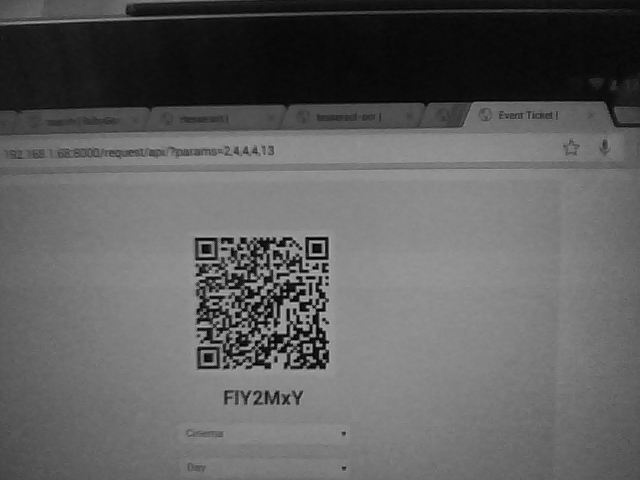 Event Ticket |
192.168.1.68:8000/request/api/?params=2,4,4,4,13
FIY2MxY
Cinema
Day